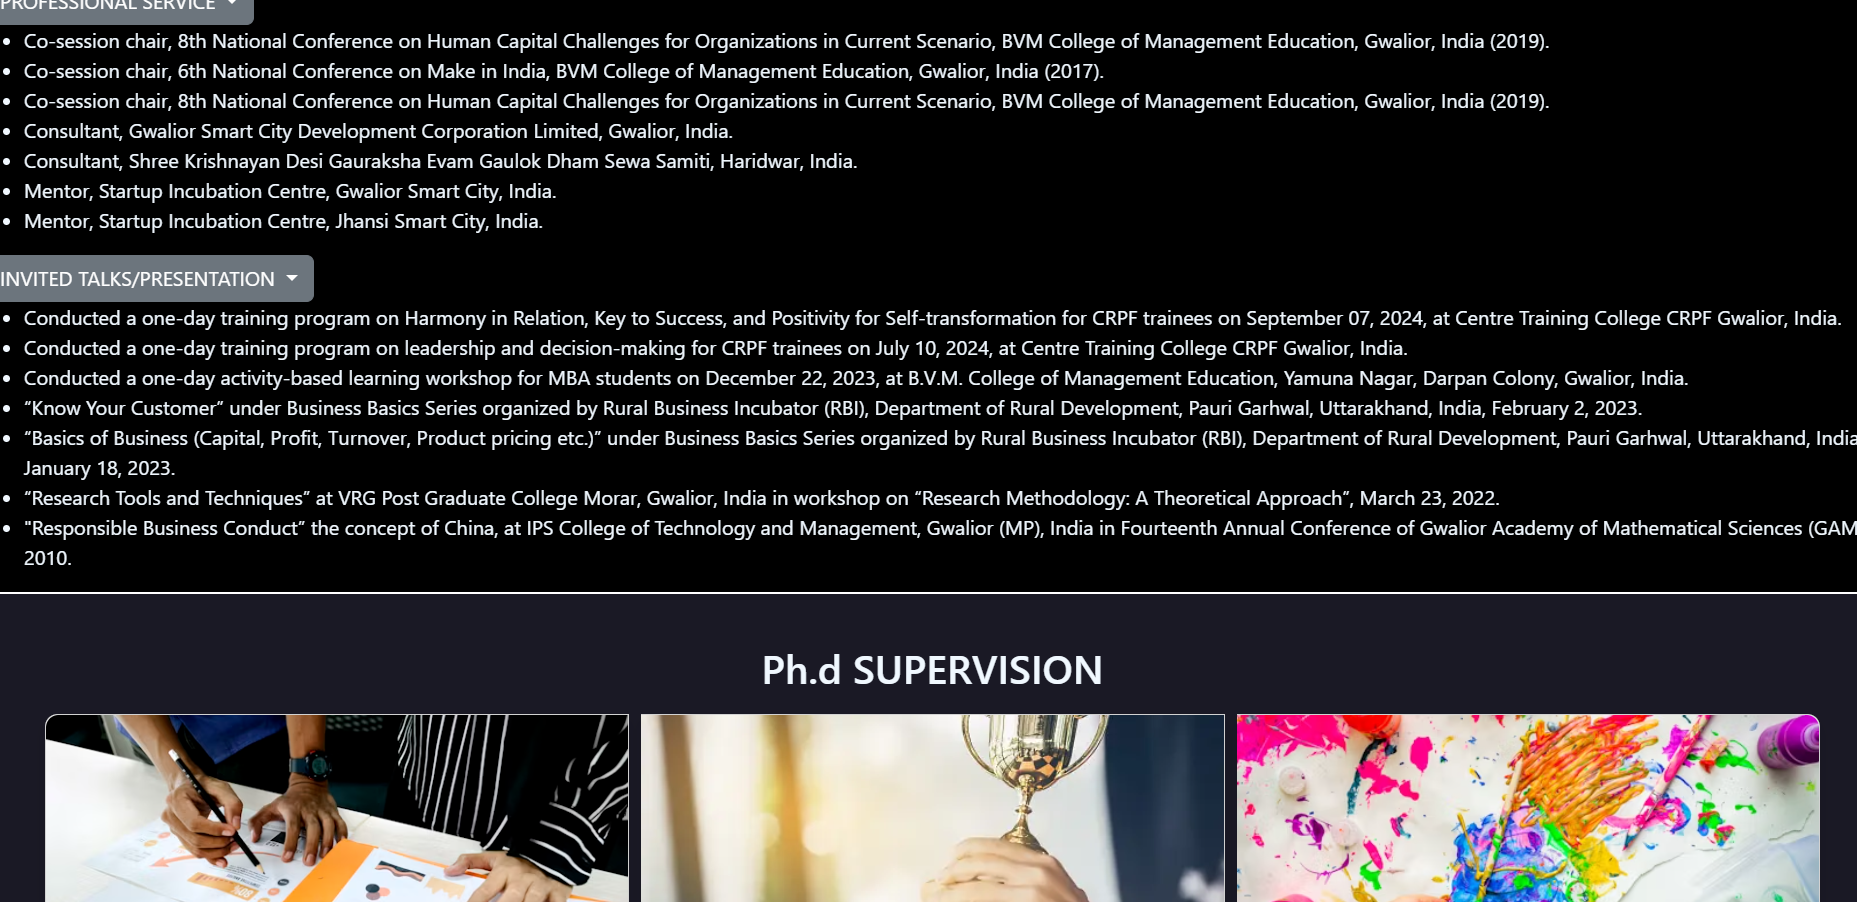 PROFESSIONAL SERVICE
Co-session chair, 8th National Conference on Human Capital Challenges for Organizations in Current Scenario, BVM College of Management Education, Gwalior, India (2019).
Co-session chair, 6th National Conference on Make in India, BVM College of Management Education, Gwalior, India (2017).
Co-session chair, 8th National Conference on Human Capital Challenges for Organizations in Current Scenario, BVM College of Management Education, Gwalior, India (2019).
Consultant, Gwalior Smart City Development Corporation Limited, Gwalior, India.
Consultant, Shree Krishnayan Desi Gauraksha Evam Gaulok Dham Sewa Samiti, Haridwar, India.
Mentor, Startup Incubation Centre, Gwalior Smart City, India.
Mentor, Startup Incubation Centre, Jhansi Smart City, India.
INVITED TALKS/PRESENTATION
Conducted a one-day training program on Harmony in Relation, Key to Success, and Positivity for Self-transformation for CRPF trainees on September 07, 2024, at Centre Training College CRPF Gwalior, India.
Conducted a one-day training program on leadership and decision-making for CRPF trainees on July 10, 2024, at Centre Training College CRPF Gwalior, India.
Conducted a one-day activity-based learning workshop for MBA students on December 22, 2023, at B.V.M. College of Management Education, Yamuna Nagar, Darpan Colony, Gwalior, India.
“Know Your Customer” under Business Basics Series organized by Rural Business Incubator (RBI), Department of Rural Development, Pauri Garhwal, Uttarakhand, India, February 2, 2023.
“Basics of Business (Capital, Profit, Turnover, Product pricing etc.)” under Business Basics Series organized by Rural Business Incubator (RBI), Department of Rural Development, Pauri Garhwal, Uttarakhand, India
January 18, 2023.
“Research Tools and Techniques” at VRG Post Graduate College Morar, Gwalior, India in workshop on “Research Methodology: A Theoretical Approach”, March 23, 2022.
"Responsible Business Conduct” the concept of China, at IPS College of Technology and Management, Gwalior (MP), India in Fourteenth Annual Conference of Gwalior Academy of Mathematical Sciences (GAM
2010.
Ph.d SUPERVISION